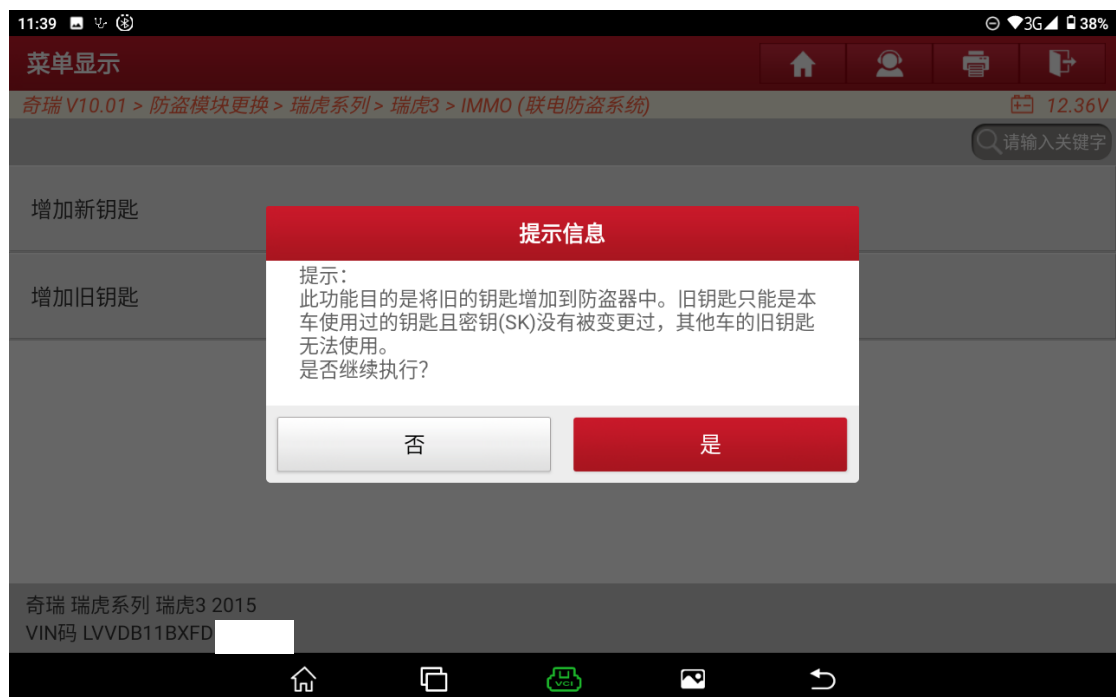 11:39
3G 38%
菜单显示
奇瑞 V10.01 > 防盗模块更换 > 瑞虎系列 > 瑞虎3 > IMMO (联电防盗系统)
12.36V
请输入关键字
增加新钥匙
增加旧钥匙
提示信息
提示:
此功能目的是将旧的钥匙增加到防盗器中。旧钥匙只能是本
车使用过的钥匙且密钥(SK)没有被变更过，其他车的旧钥匙
无法使用。
是否继续执行?
否
是
奇瑞 瑞虎系列 瑞虎3 2015
VIN码 LVVDB11BXFD
VCI